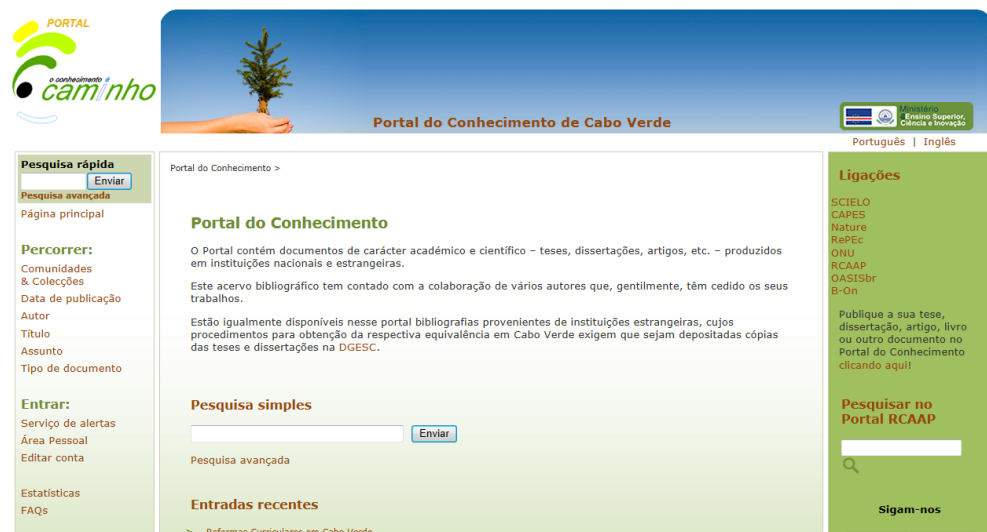 PORTAL
o conhecimento é
caminho
Portal do Conhecimento de Cabo Verde
Ministério
Ensino Superior,
Ciência e Inovação
Português | Inglês
Pesquisa rápida
Enviar
Pesquisa avançada
Página principal
Percorrer:
Comunidades
& Colecções
Data de publicação
Autor
Título
Assunto
Tipo de documento
Entrar:
Serviço de alertas
Área Pessoal
Editar conta
Estatísticas
FAQs
Portal do Conhecimento >
Portal do Conhecimento
O Portal contém documentos de carácter académico e científico – teses, dissertações, artigos, etc. – produzidos
em instituições nacionais e estrangeiras.
Este acervo bibliográfico tem contado com a colaboração de vários autores que, gentilmente, têm cedido os seus
trabalhos.
Estão igualmente disponíveis nesse portal bibliografias provenientes de instituições estrangeiras, cujos
procedimentos para obtenção da respectiva equivalência em Cabo Verde exigem que sejam depositadas cópias
das teses e dissertações na DGESC.
Pesquisa simples
Enviar
Pesquisa avançada
Entradas recentes
> Reformas Curriculares em Cabo Verde
Ligações
SCIELO
CAPES
Nature
RePEc
ONU
RCAAP
OASISbr
B-On
Publique a sua tese,
dissertação, artigo, livro
ou outro documento no
Portal do Conhecimento
clicando aqui!
Pesquisar no
Portal RCAAP
Sigam-nos